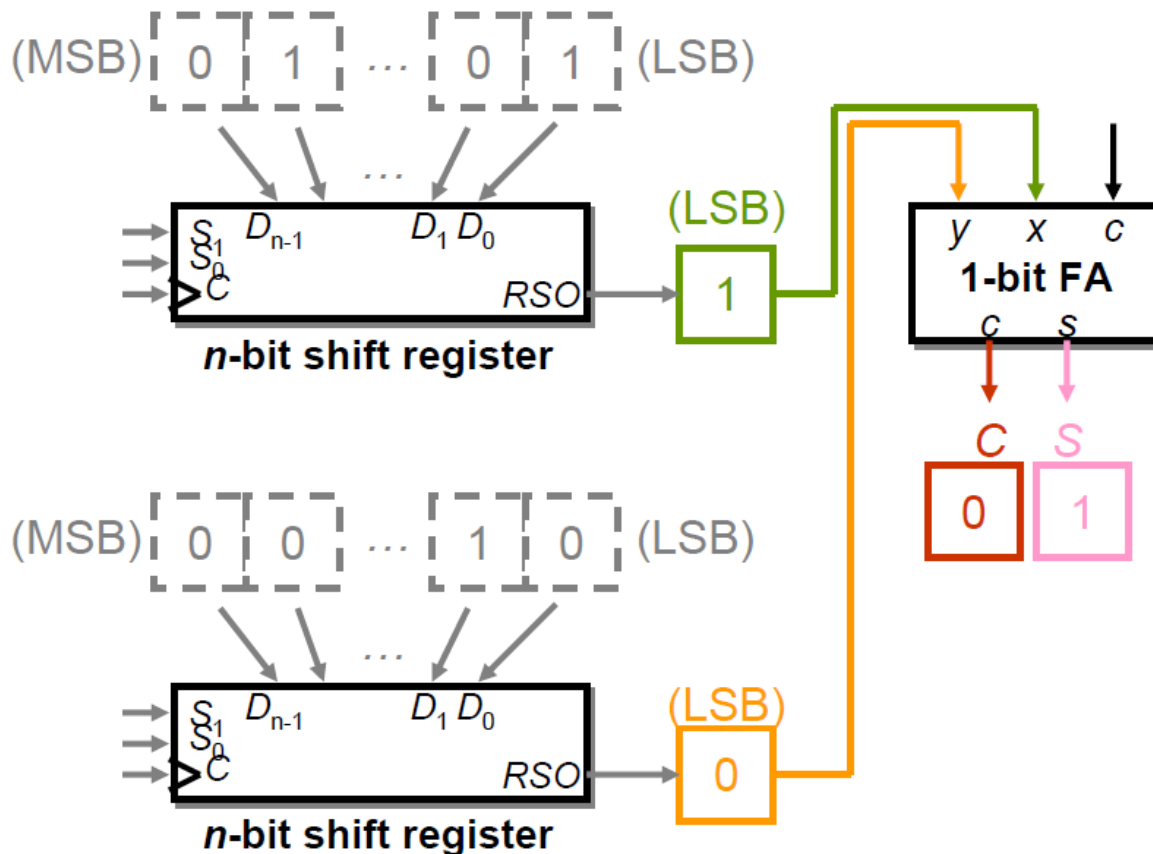 (MSB) 0 1 ... 0 1 (LSB)
...
S1 Dn-1 D1 D0
S0
C RSO
n-bit shift register
(LSB)
1
y x c
1-bit FA
c s
C S
0 1
(MSB) 0 0 ... 1 0 (LSB)
...
S1 Dn-1 D1 D0
S0
C RSO
n-bit shift register
(LSB)
0